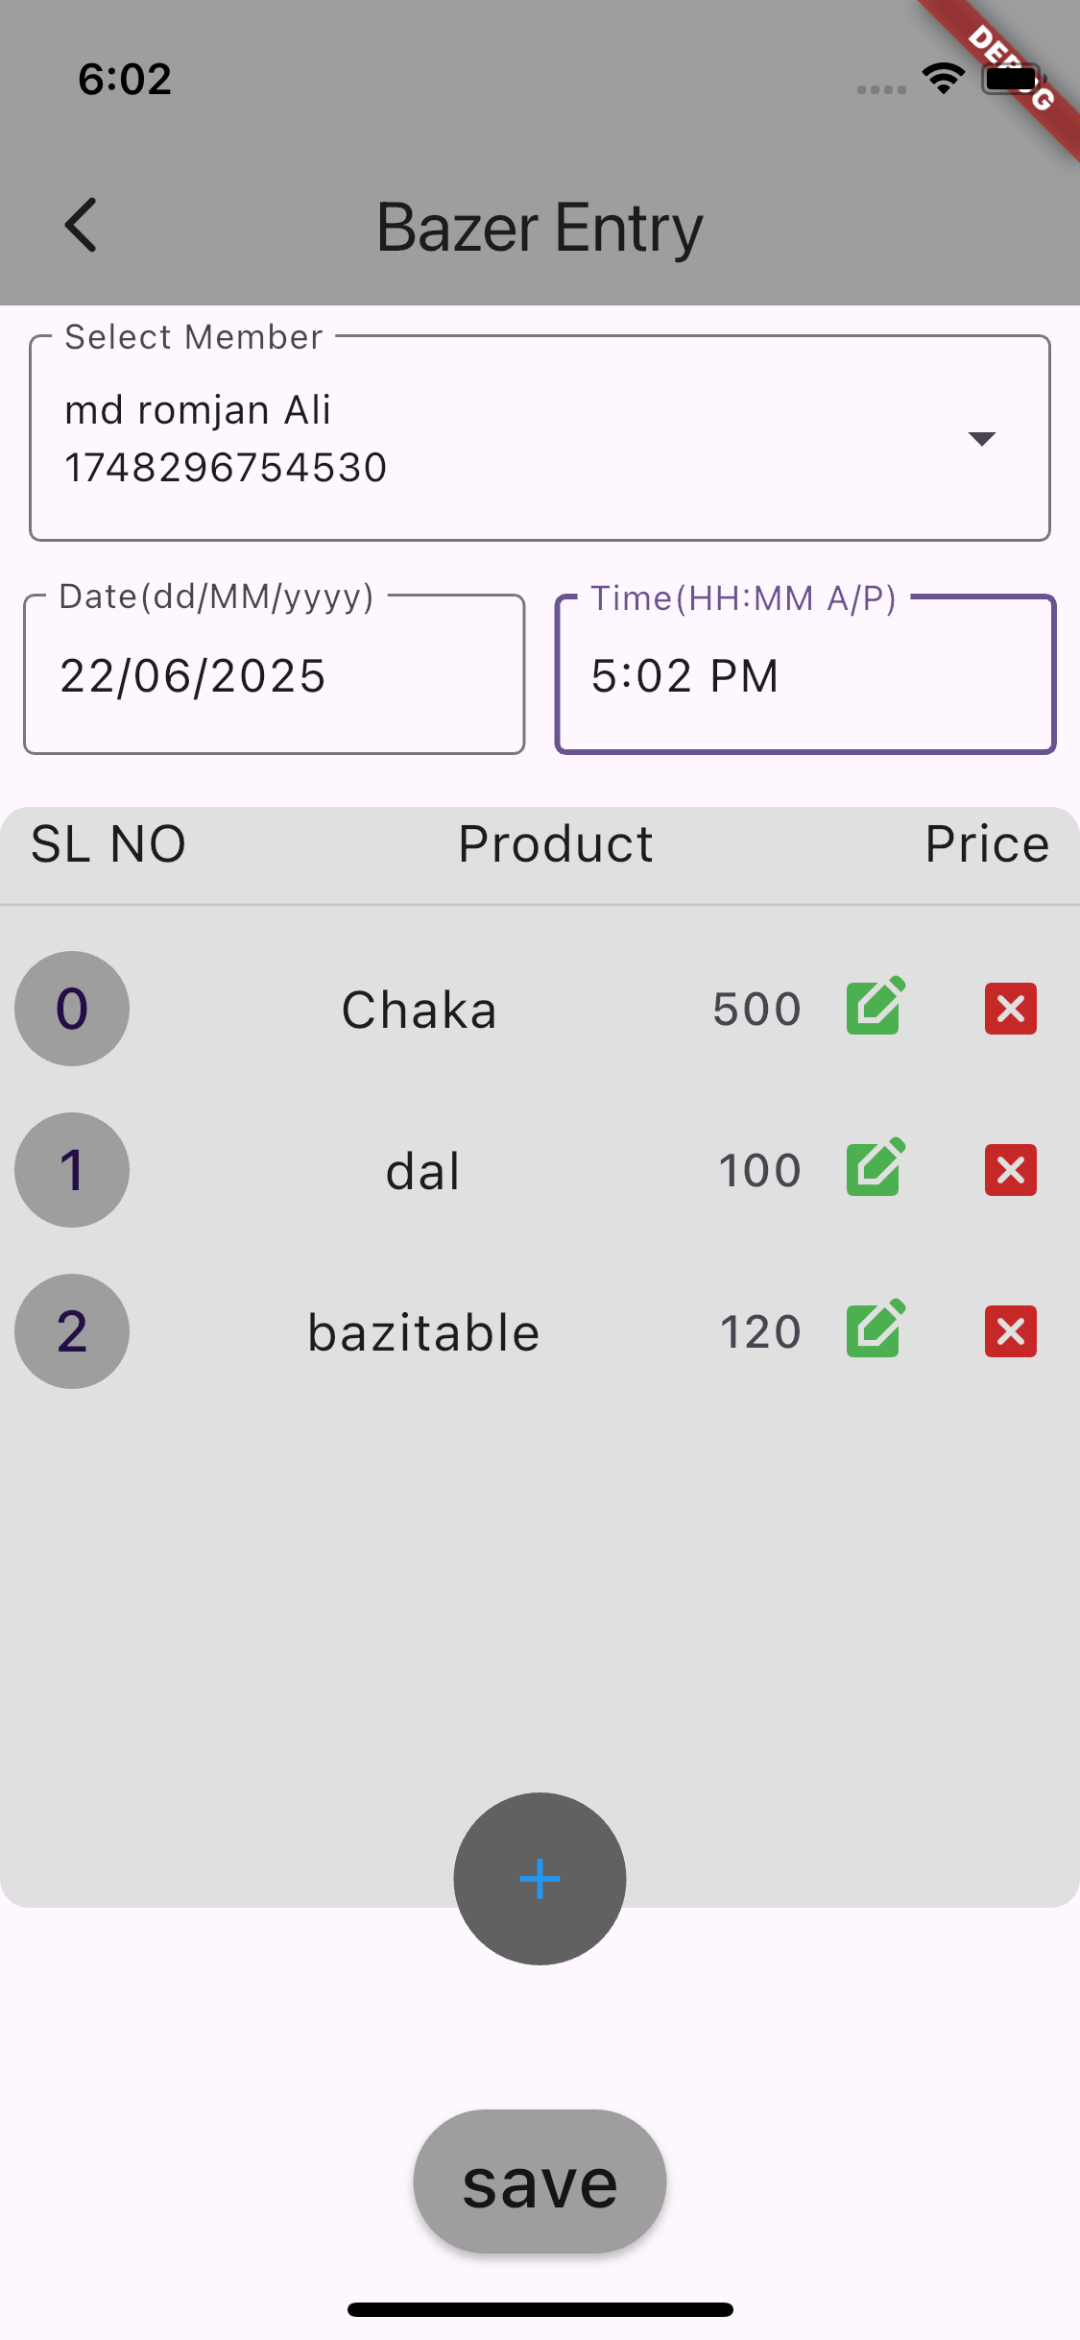 6:02
DEBUG
Bazer Entry
Select Member
md romjan Ali
1748296754530
Date(dd/MM/yyyy) Time(HH:MM A/P)
22/06/2025 5:02 PM
SL NO Product Price
0 Chaka 500
1 dal 100
2 bazitable 120
+
save